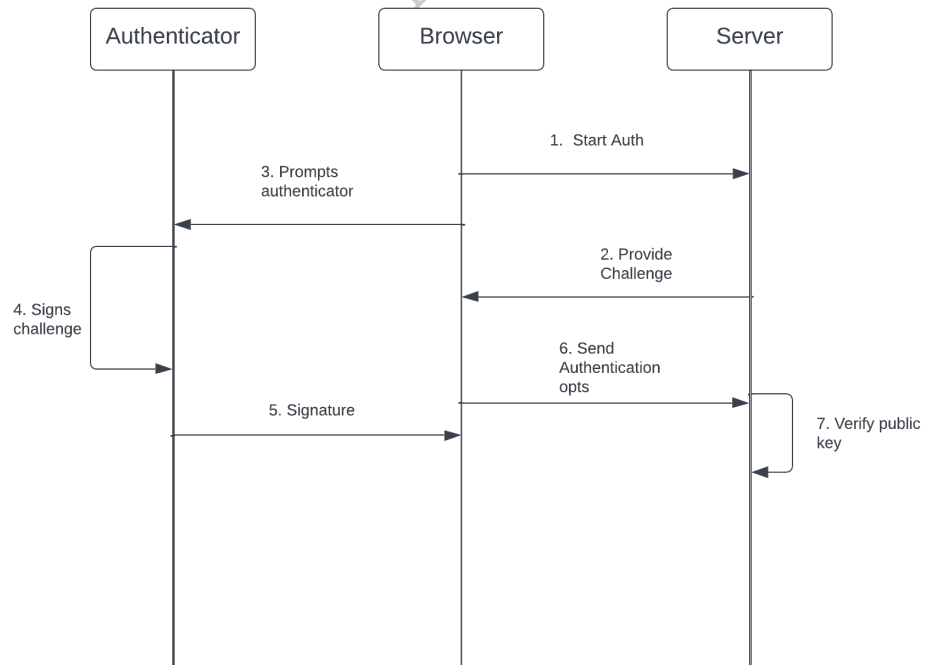 Authenticator
Browser
Server
1. Start Auth
3. Prompts
authenticator
2. Provide
Challenge
4. Signs
challenge
6. Send
Authentication
opts
5. Signature
7. Verify public
key